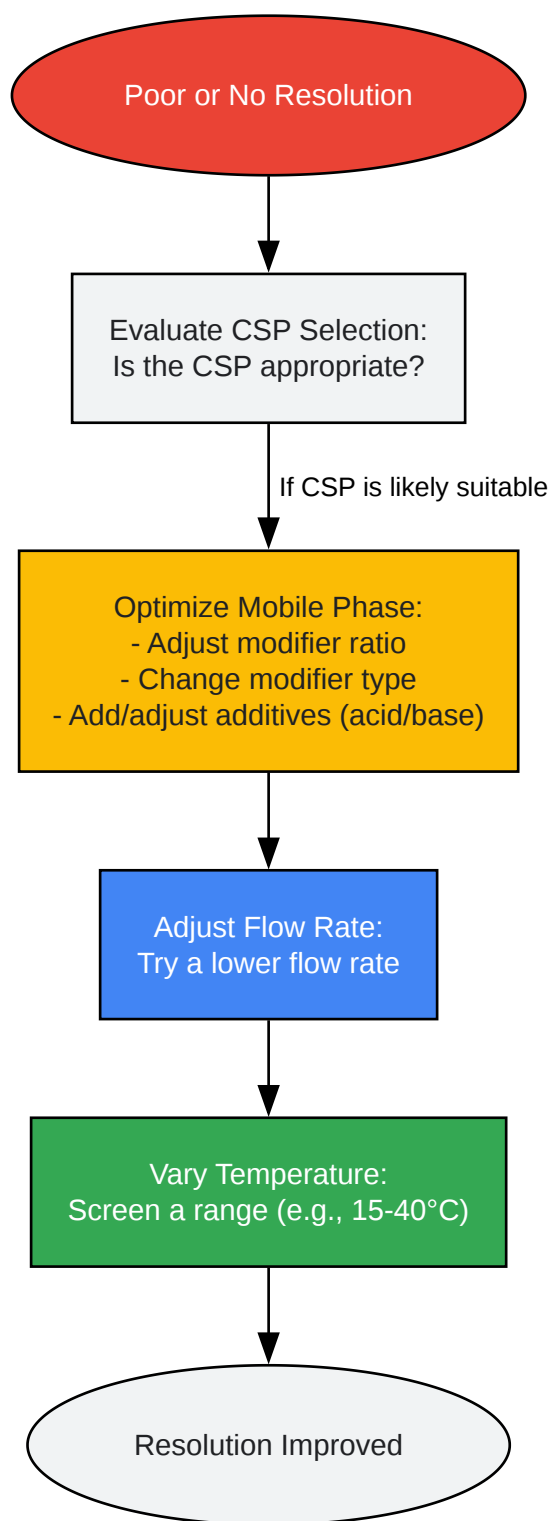 Poor or No Resolution
Evaluate CSP Selection:
Is the CSP appropriate?
If CSP is likely suitable
Optimize Mobile Phase:
- Adjust modifier ratio
- Change modifier type
- Add/adjust additives (acid/base)
Adjust Flow Rate:
Try a lower flow rate
Vary Temperature:
Screen a range (e.g., 15-40°C)
Resolution Improved